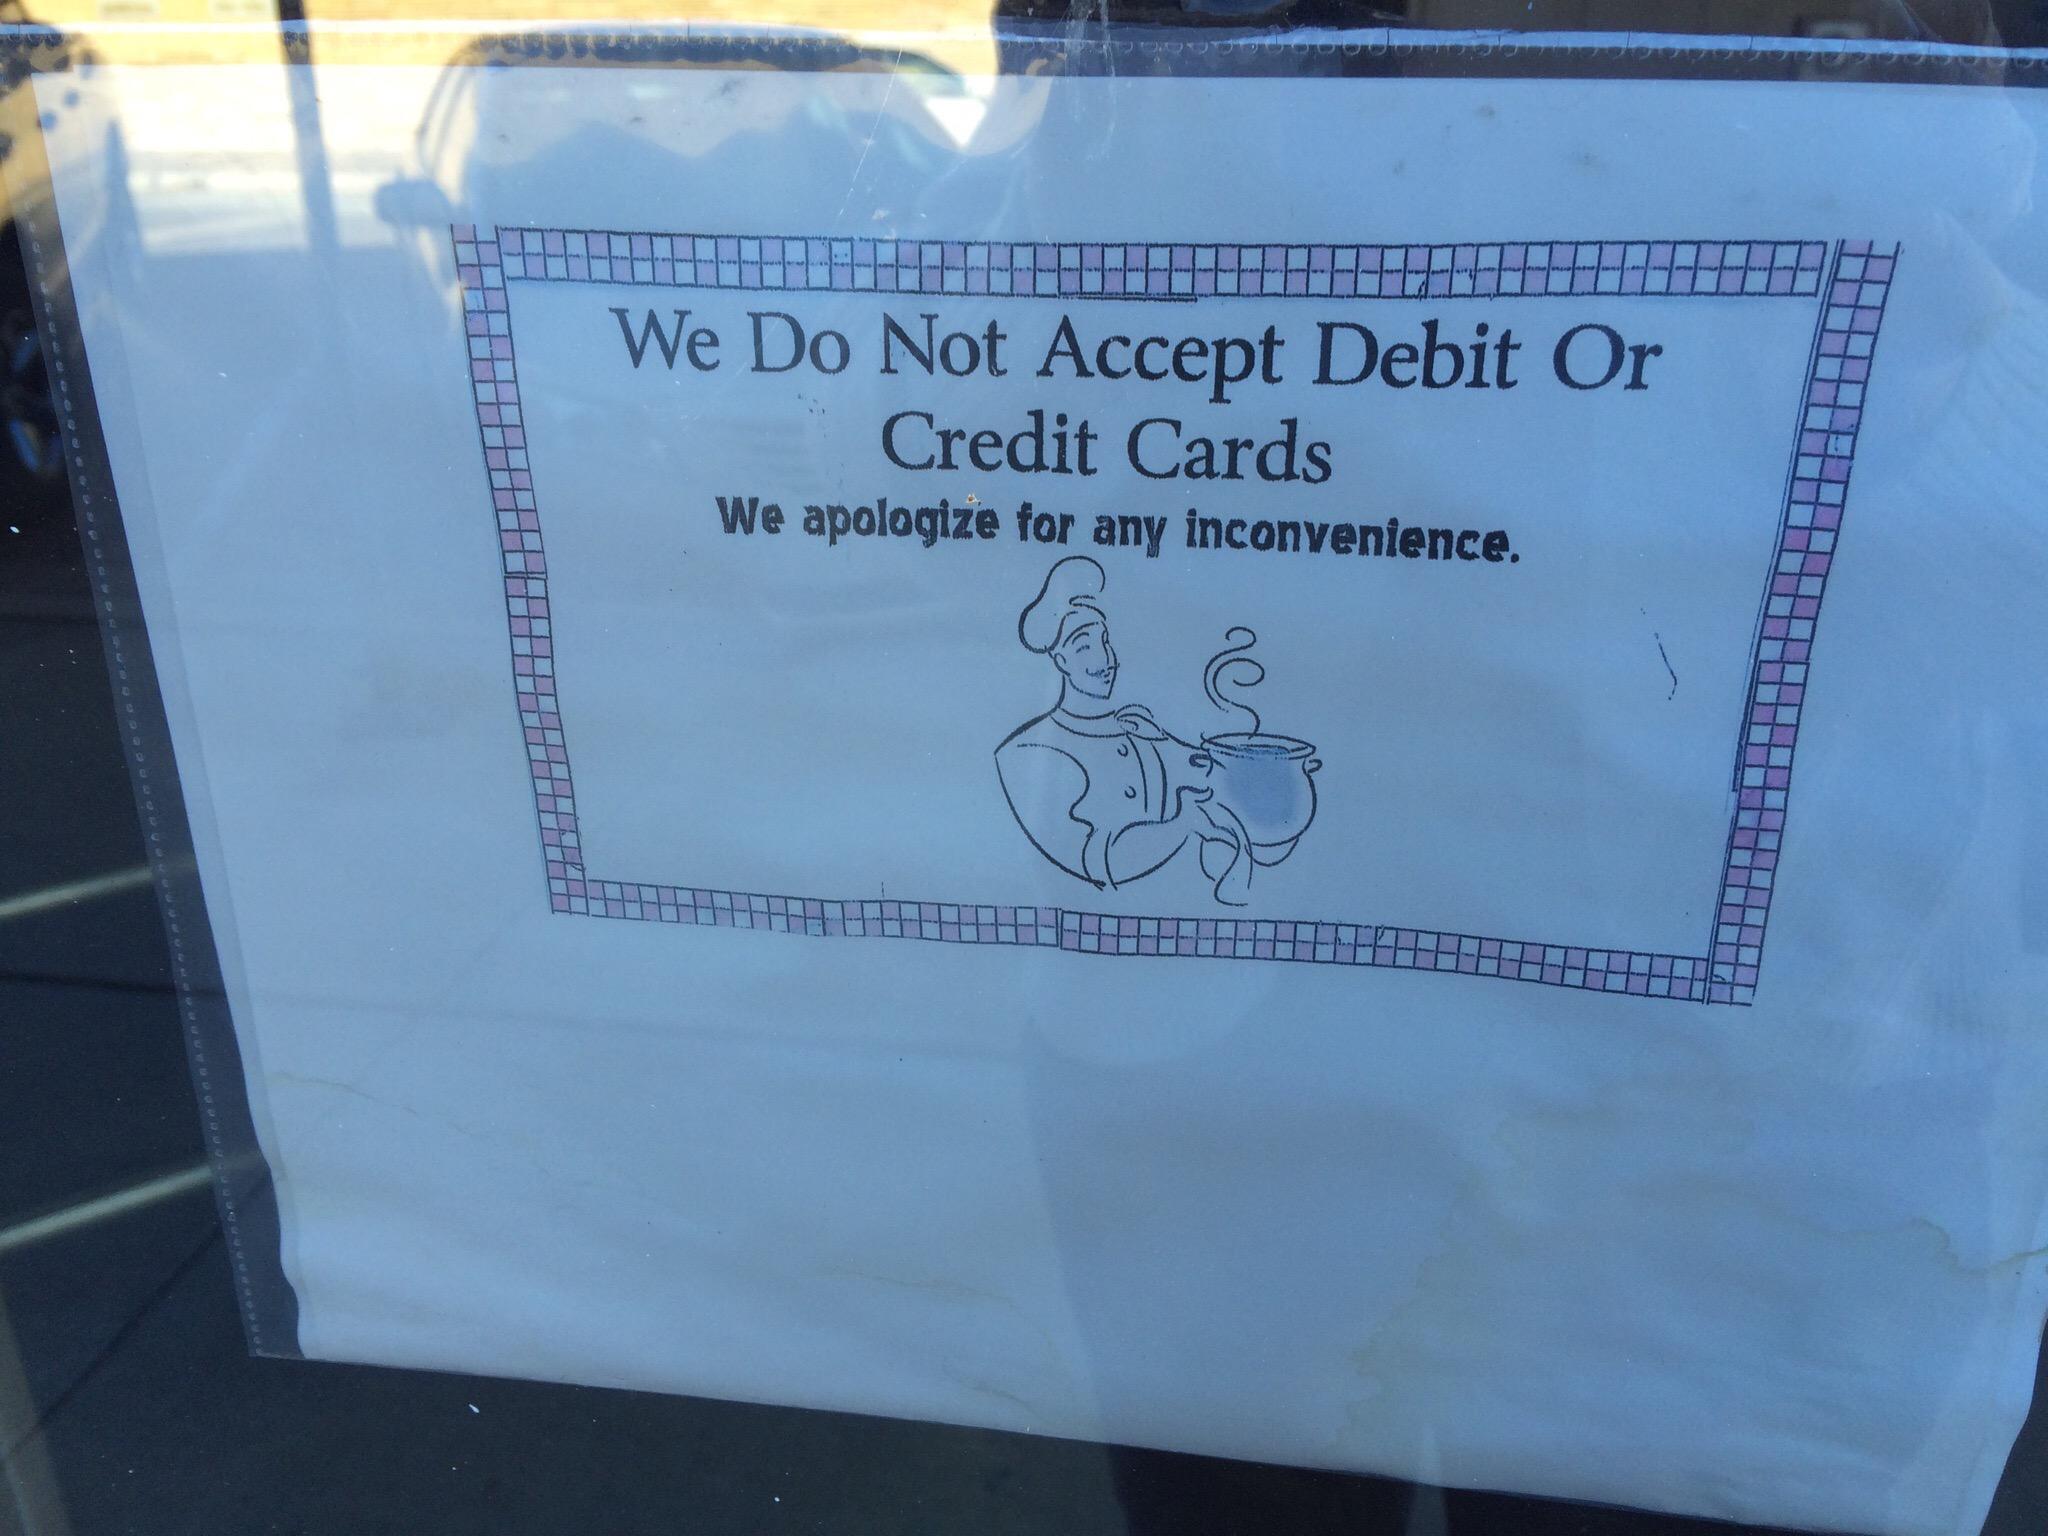 We Do Not Accept Debit Or
Credit Cards
We apologize for any inconvenience.